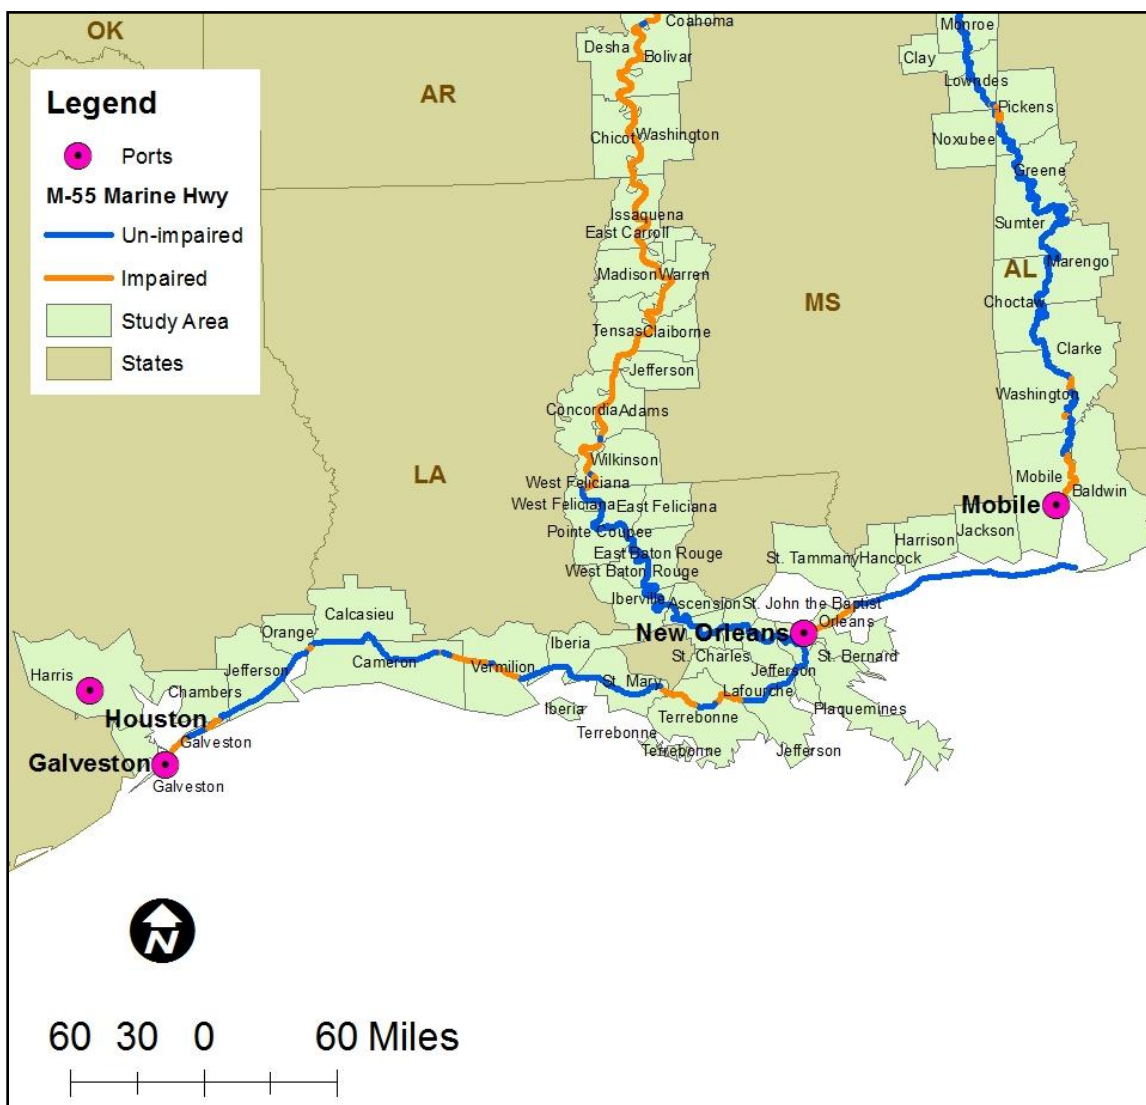 Coahoma
Monroe
OK
Desha
Bolivar
Clay
Legend
Lowndes
AR
Pickens
Ports
Chicot
Washington
Noxubee
M-55 Marine Hwy
Greene
Un-impaired
Issaquena
Sumter
East Carroll
Impaired
Madison
Warren
AL
Marengo
Study Area
MS
Choctaw
Tensas
Claiborne
States
Clarke
Jefferson
Washington
Concordia
Adams
Wilkinson
LA
Mobile
West Feliciana
Baldwin
West Feliciana
East Feliciana
Mobile
Pointe Coupee
Jackson
Harrison
East Baton Rouge
St. Tammany
Hancock
West Baton Rouge
Iberville
Ascension
St. John the Baptist
Calcasieu
Orleans
Orange
New Orleans
Iberia
St. Charles
St. Bernard
Harris
Jefferson
Cameron
Vermilion
Jefferson
Chambers
St. Mary
Lafourche
Houston
Iberia
Terrebonne
Plaquemines
Galveston
Terrebonne
Terrebonne
Jefferson
Galveston
Galveston
N
60 30 0 60 Miles